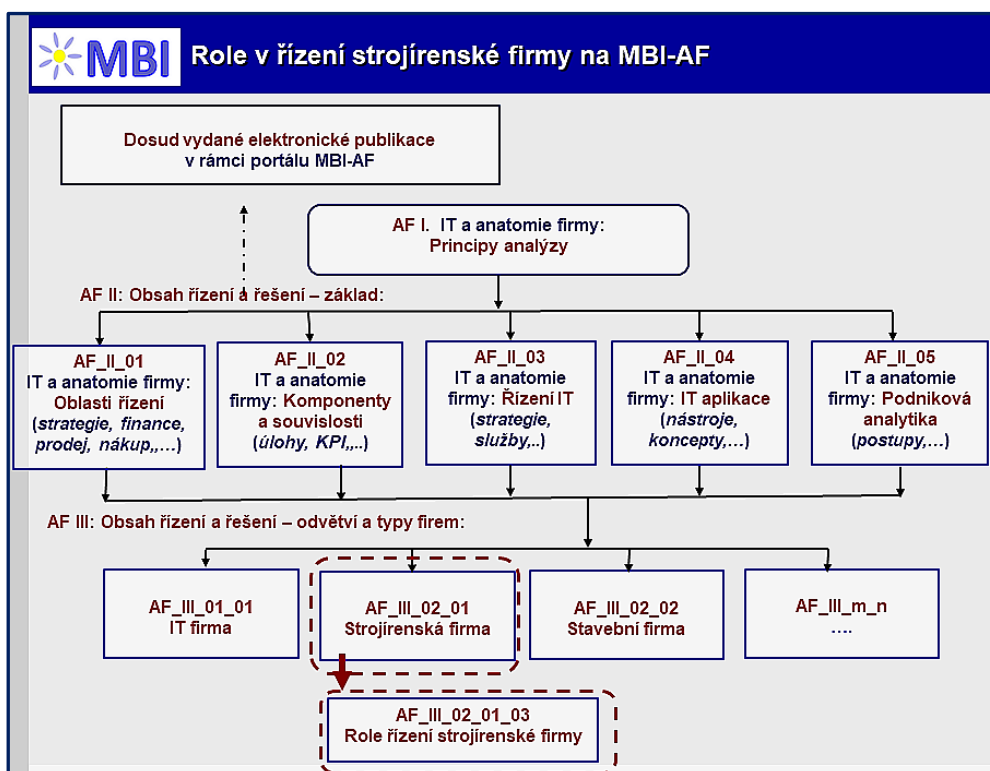 MBI
Role v řízení strojírenské firmy na MBI-AF
Dosud vydané elektronické publikace
v rámci portálu MBI-AF
AF I. IT a anatomie firmy:
Principy analýzy
AF II: Obsah řízení a řešení – základ:
AF_II_01
IT a anatomie firmy:
Oblasti řízení
(strategie, finance,
prodej, nákup,,…)
AF_II_02
IT a anatomie
firmy: Komponenty
a souvislosti
(úlohy, KPI,,..)
AF_II_03
IT a anatomie
firmy: Řízení IT
(strategie,
služby,..)
AF_II_04
IT a anatomie
firmy: IT aplikace
(nástroje,
koncepty,…)
AF_II_05
IT a anatomie
firmy: Podniková
analytika
(postupy,…)
AF III: Obsah řízení a řešení – odvětví a typy firem:
AF_III_01_01
IT firma
AF_III_02_01
Strojírenská firma
AF_III_02_02
Stavební firma
AF_III_m_n
….
AF_III_02_01_03
Role řízení strojírenské firmy